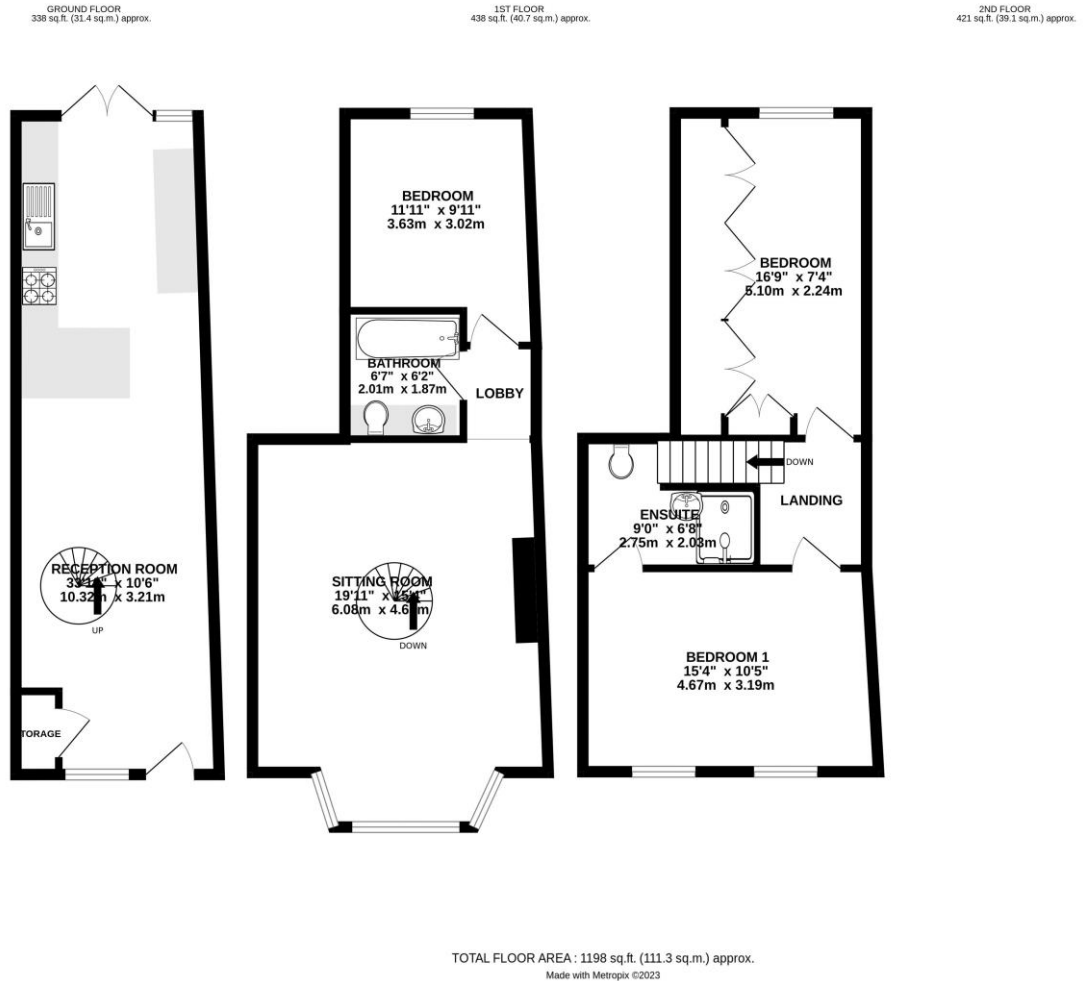 GROUND FLOOR
338 sq.ft. (31.4 sq.m.) approx.
1ST FLOOR
438 sq.ft. (40.7 sq.m.) approx.
2ND FLOOR
421 sq.ft. (39.1 sq.m.) approx.
BEDROOM
11'11" x 9'11"
3.63m x 3.02m
BEDROOM
16'9" x 7'4"
5.10m x 2.24m
BATHROOM
6'7" x 6'2"
2.01m x 1.87m
LOBBY
DOWN
LANDING
ENSUITE
9'0" x 6'8"
2.75m x 2.03m
RECEPTION ROOM
x 10'6"
10.32m x 3.21m
UP
SITTING ROOM
19'11" x
6.08m x
DOWN
BEDROOM 1
15'4" x 10'5"
4.67m x 3.19m
TORAGE
TOTAL FLOOR AREA : 1198 sq.ft. (111.3 sq.m.) approx.
Made with Metropix ©2023